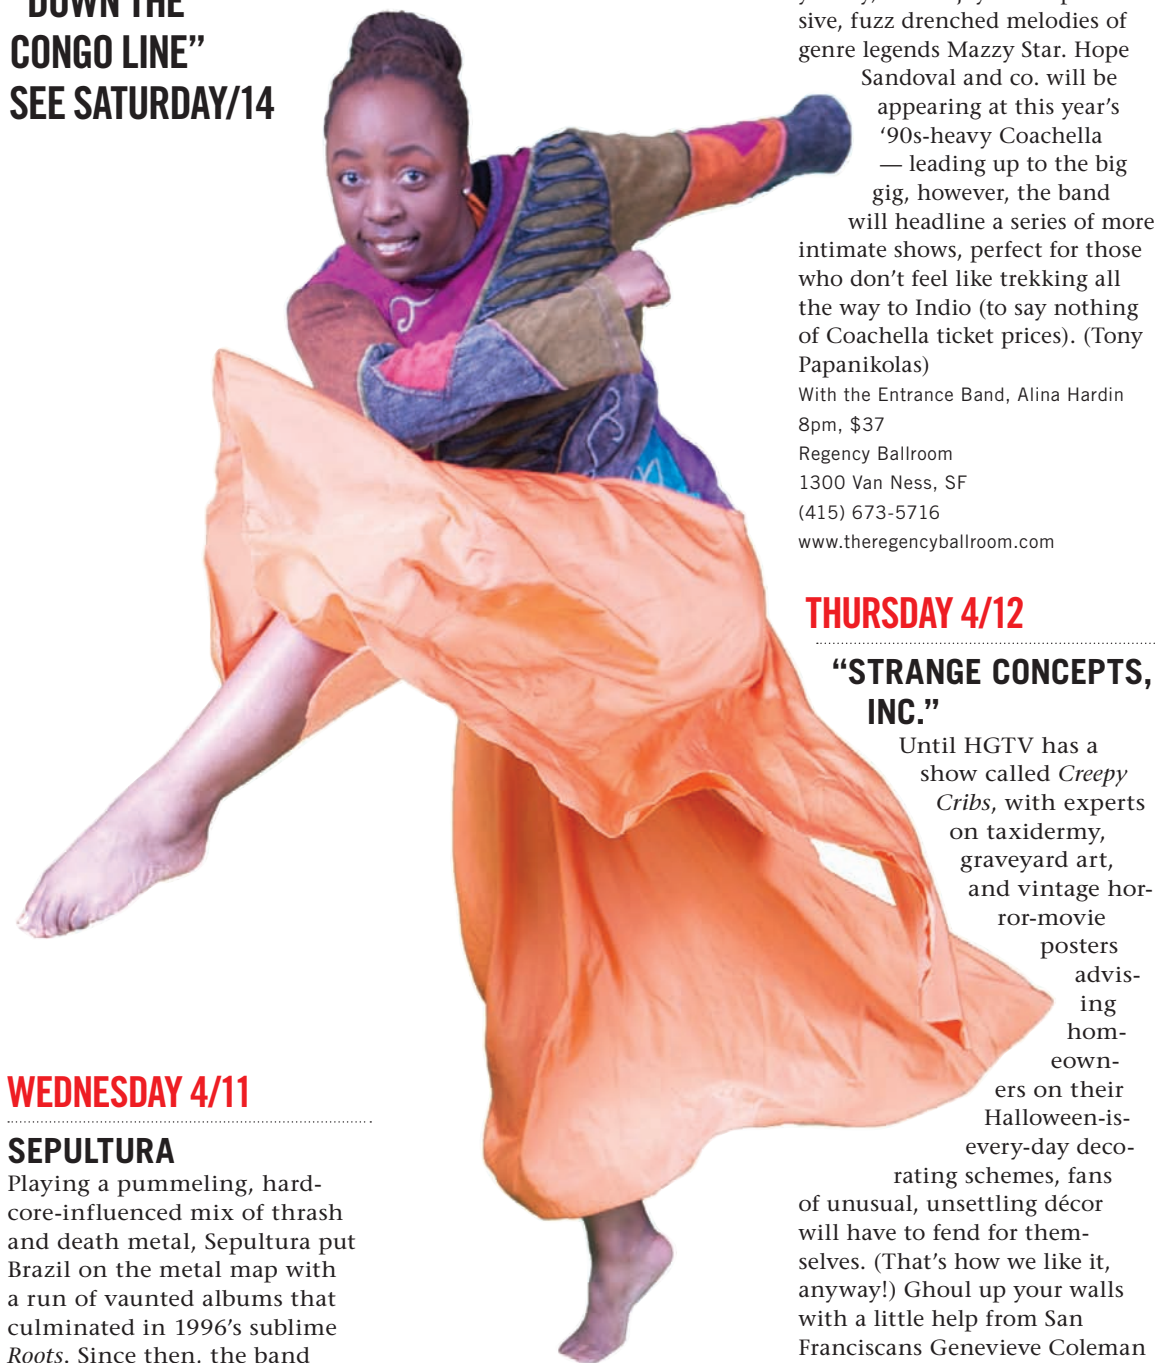 "DOWN THE
CONGO LINE"
SEE SATURDAY/14
WEDNESDAY 4/11
SEPULTURA
Playing a pummeling, hard-
core-influenced mix of thrash
and death metal, Sepultura put
Brazil on the metal map with
a run of vaunted albums that
culminated in 1996’s sublime
Roots. Since then, the band
sive, fuzz drenched melodies of
genre legends Mazzy Star. Hope
Sandoval and co. will be
appearing at this year’s
‘90s-heavy Coachella
— leading up to the big
gig, however, the band
will headline a series of more
intimate shows, perfect for those
who don’t feel like trekking all
the way to Indio (to say nothing
of Coachella ticket prices). (Tony
Papanikolas)
With the Entrance Band, Alina Hardin
8pm, $37
Regency Ballroom
1300 Van Ness, SF
(415) 673-5716
www.theregencyballroom.com
THURSDAY 4/12
“STRANGE CONCEPTS,
INC.”
Until HGTV has a
show called Creepy
Cribs, with experts
on taxidermy,
graveyard art,
and vintage hor-
ror-movie
posters
advis-
ing
hom-
eown-
ers on their
Halloween-is-
every-day deco-
rating schemes, fans
of unusual, unsettling décor
will have to fend for them-
selves. (That’s how we like it,
anyway!) Ghoul up your walls
with a little help from San
Franciscans Genevieve Coleman